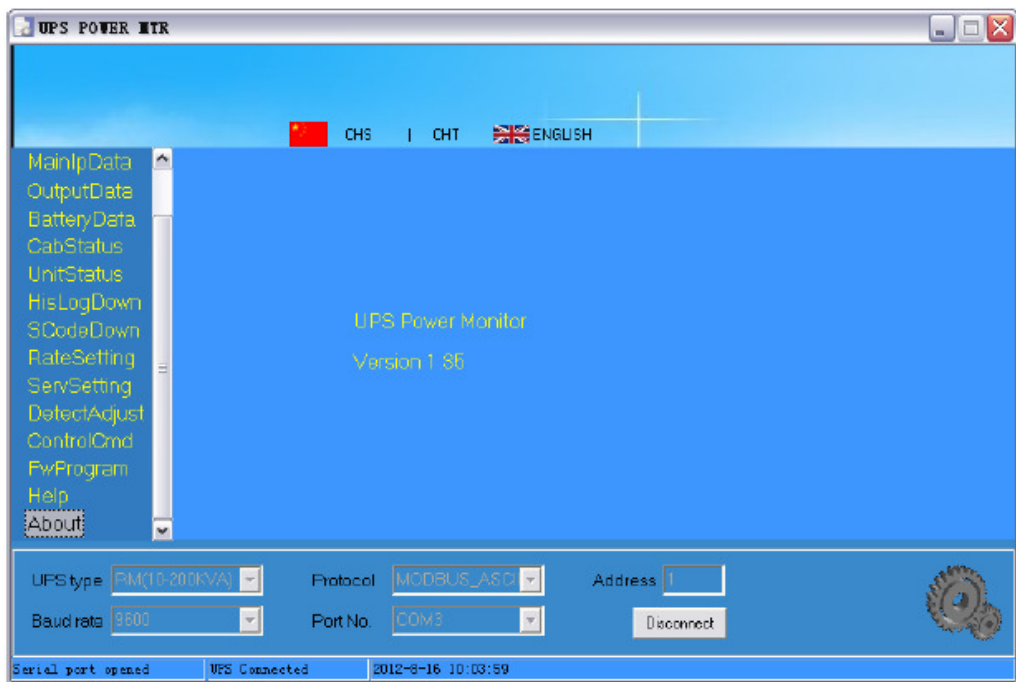 UPS POWER MTR
CHS | CHT ENGLISH
MainIpData
OutputData
BatteryData
CabStatus
UnitStatus
HisLogDown
SCodeDown
RateSetting
ServSetting
DetectAdjust
ControlCmd
FwProgram
Help
About
UPS Power Monitor
Version 1.35
UPS type RM(10-200KVA) Protocol MODBUS_ASCI Address 1
Baud rate 9600 Port No. COM3 Disconnect
Serial port opened UPS Connected 2012-8-16 10:03:59